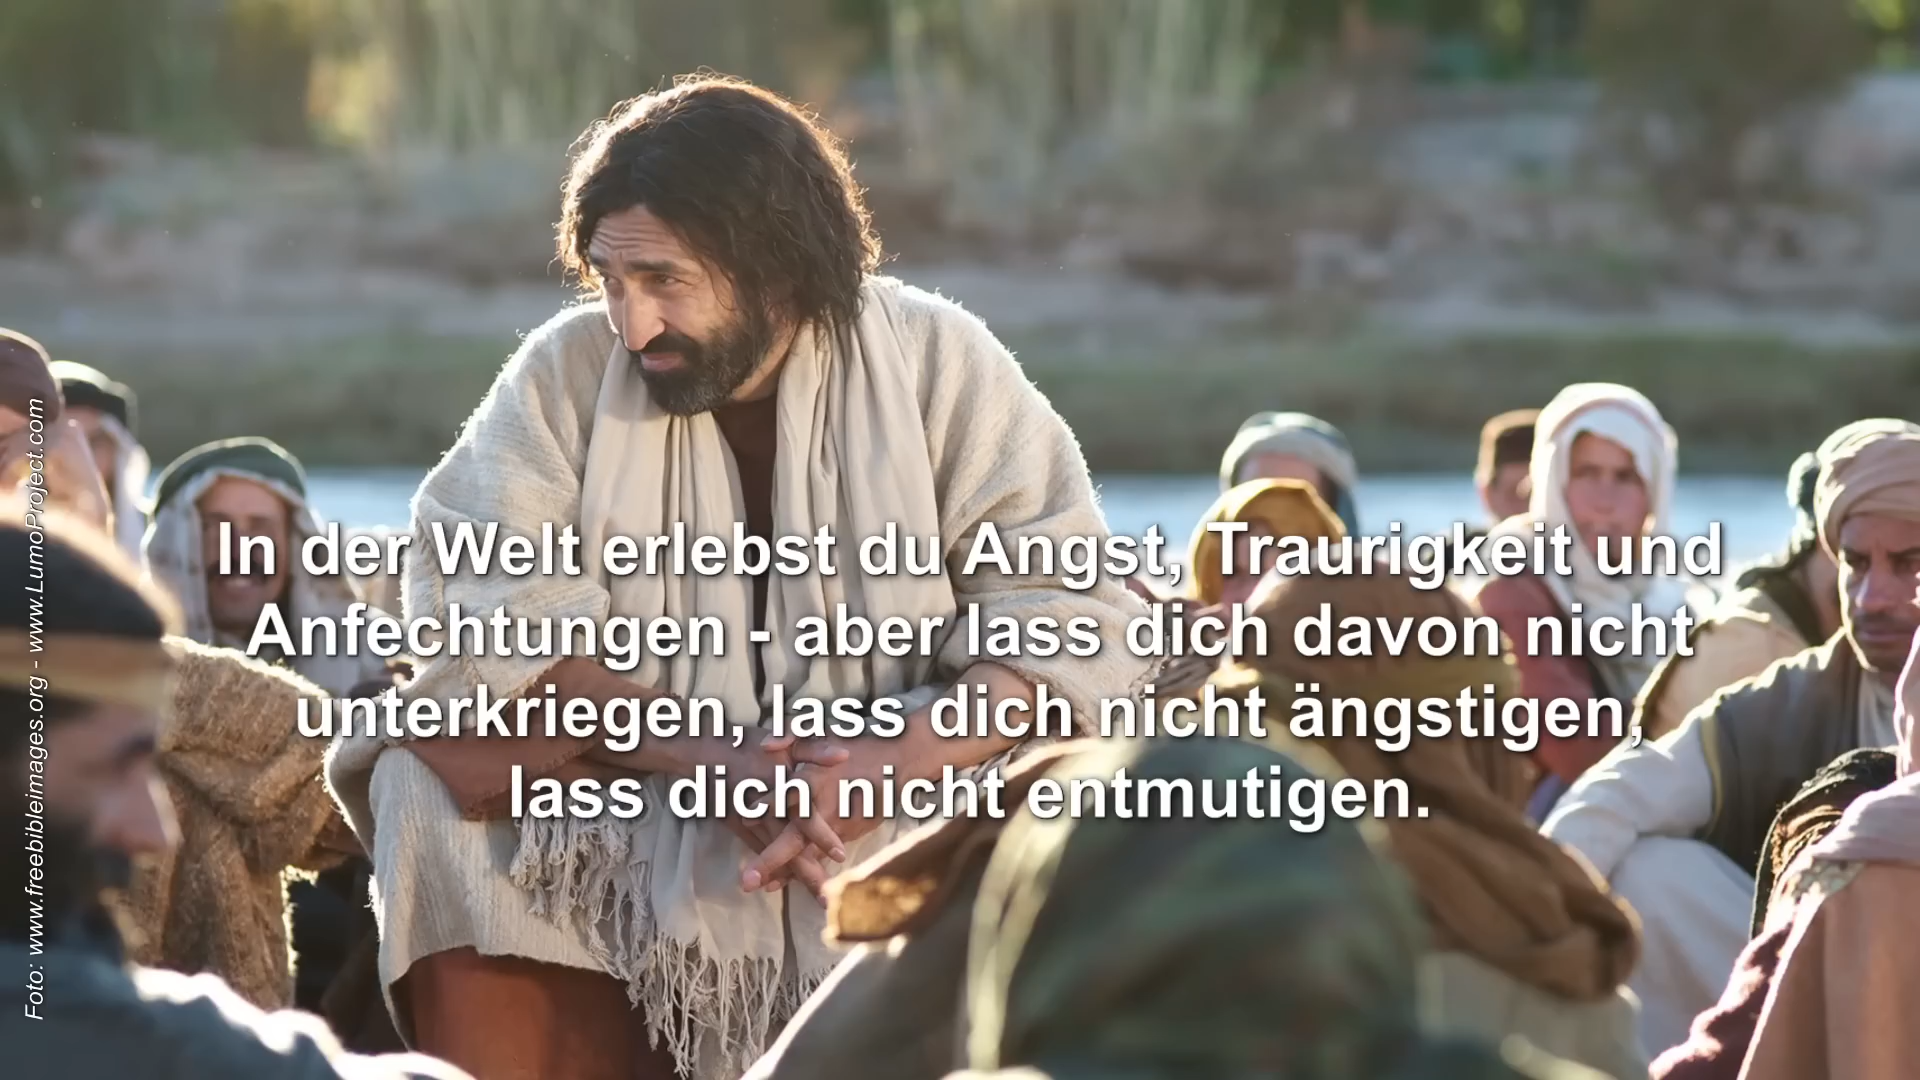 In der Welt erlebst du Angst, Traurigkeit und
Anfechtungen - aber lass dich davon nicht
unterkriegen, lass dich nicht ängstigen,
lass dich nicht entmutigen.
Foto: www.freebibleimages.org - www.LumoProject.com